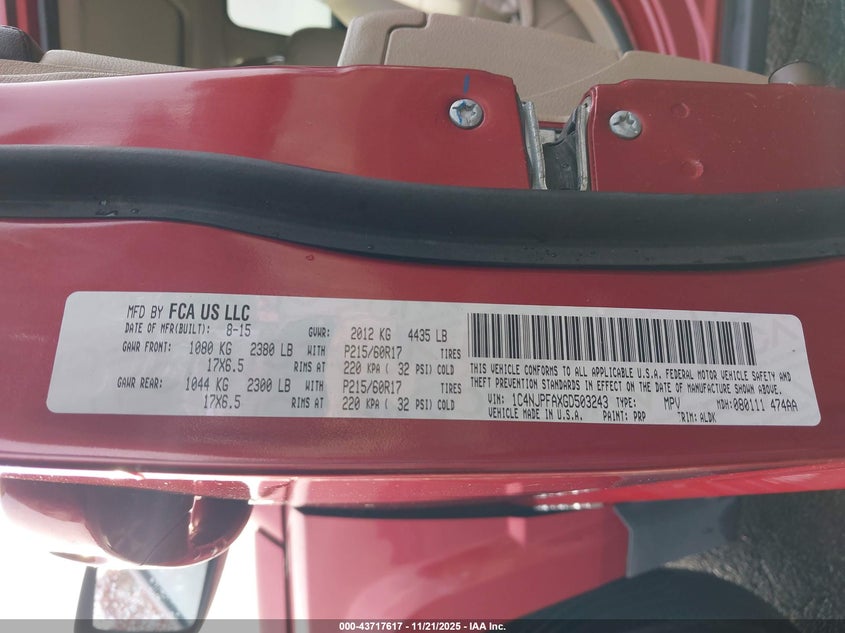 MFD BY FCA US LLC
DATE OF MFR(BUILT): 8-15 GVWR: 2012 KG 4435 LB
GAWR FRONT: 1080 KG 2380 LB WITH P215/60R17 TIRES
17X6.5 RIMS AT 220 KPA ( 32 PSI) COLD
GAWR REAR: 1044 KG 2300 LB WITH P215/60R17 TIRES
17X6.5 RIMS AT 220 KPA ( 32 PSI) COLD
THIS VEHICLE CONFORMS TO ALL APPLICABLE U.S.A. FEDERAL MOTOR VEHICLE SAFETY AND
THEFT PREVENTION STANDARDS IN EFFECT ON THE DATE OF MANUFACTURE SHOWN ABOVE.
VIN: 1C4NJPFAXGD503243 TYPE: MPV MDH: 080111 474AA
VEHICLE MADE IN U.S.A. PAINT: PRP TRIM: ALDK
000-43717617 - 11/21/2025 - © IAA Inc.